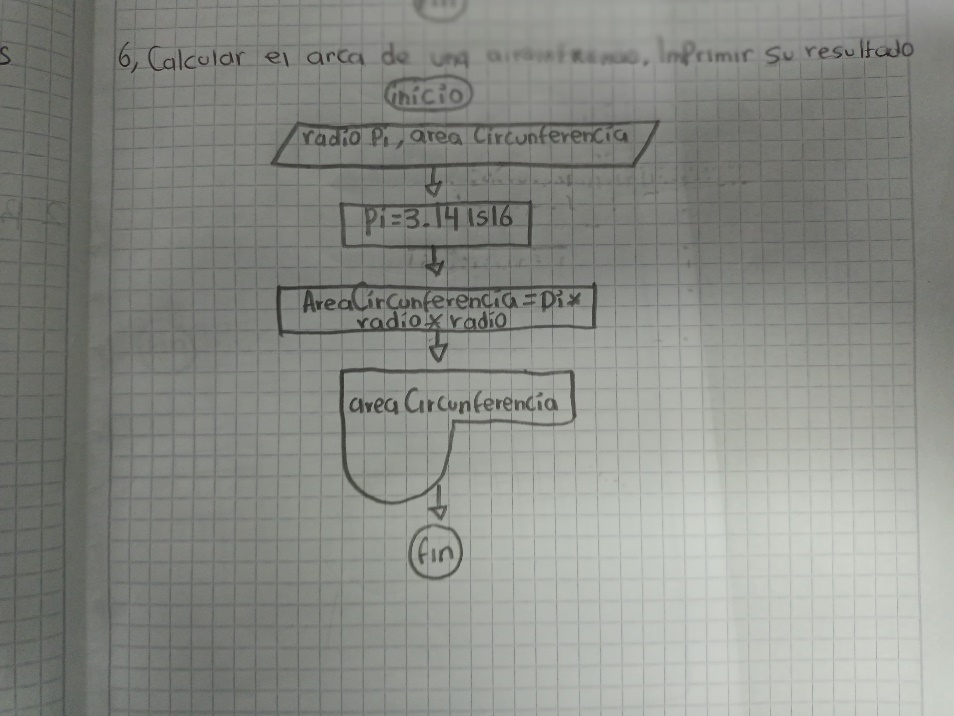 s
6, Calcular el area de una, Imprimir Su resultado
inicio
radio Pi, area Circunferencia
Pi=3.141516
AreaCircunferencia = Pi *
radio * radio
area Circunferencia
fin